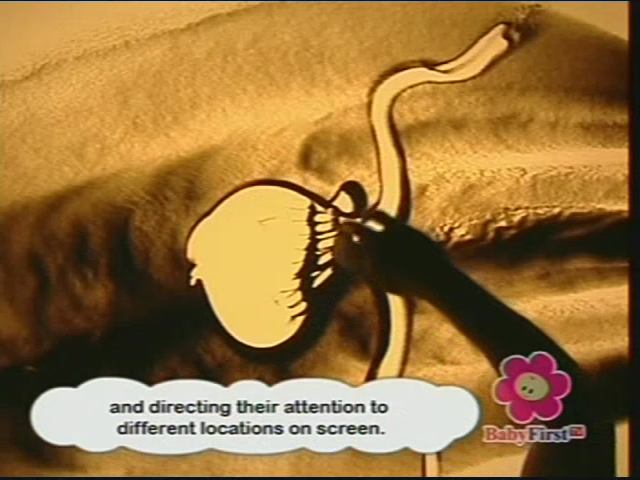 and directing their attention to
different locations on screen.
BabyFirst